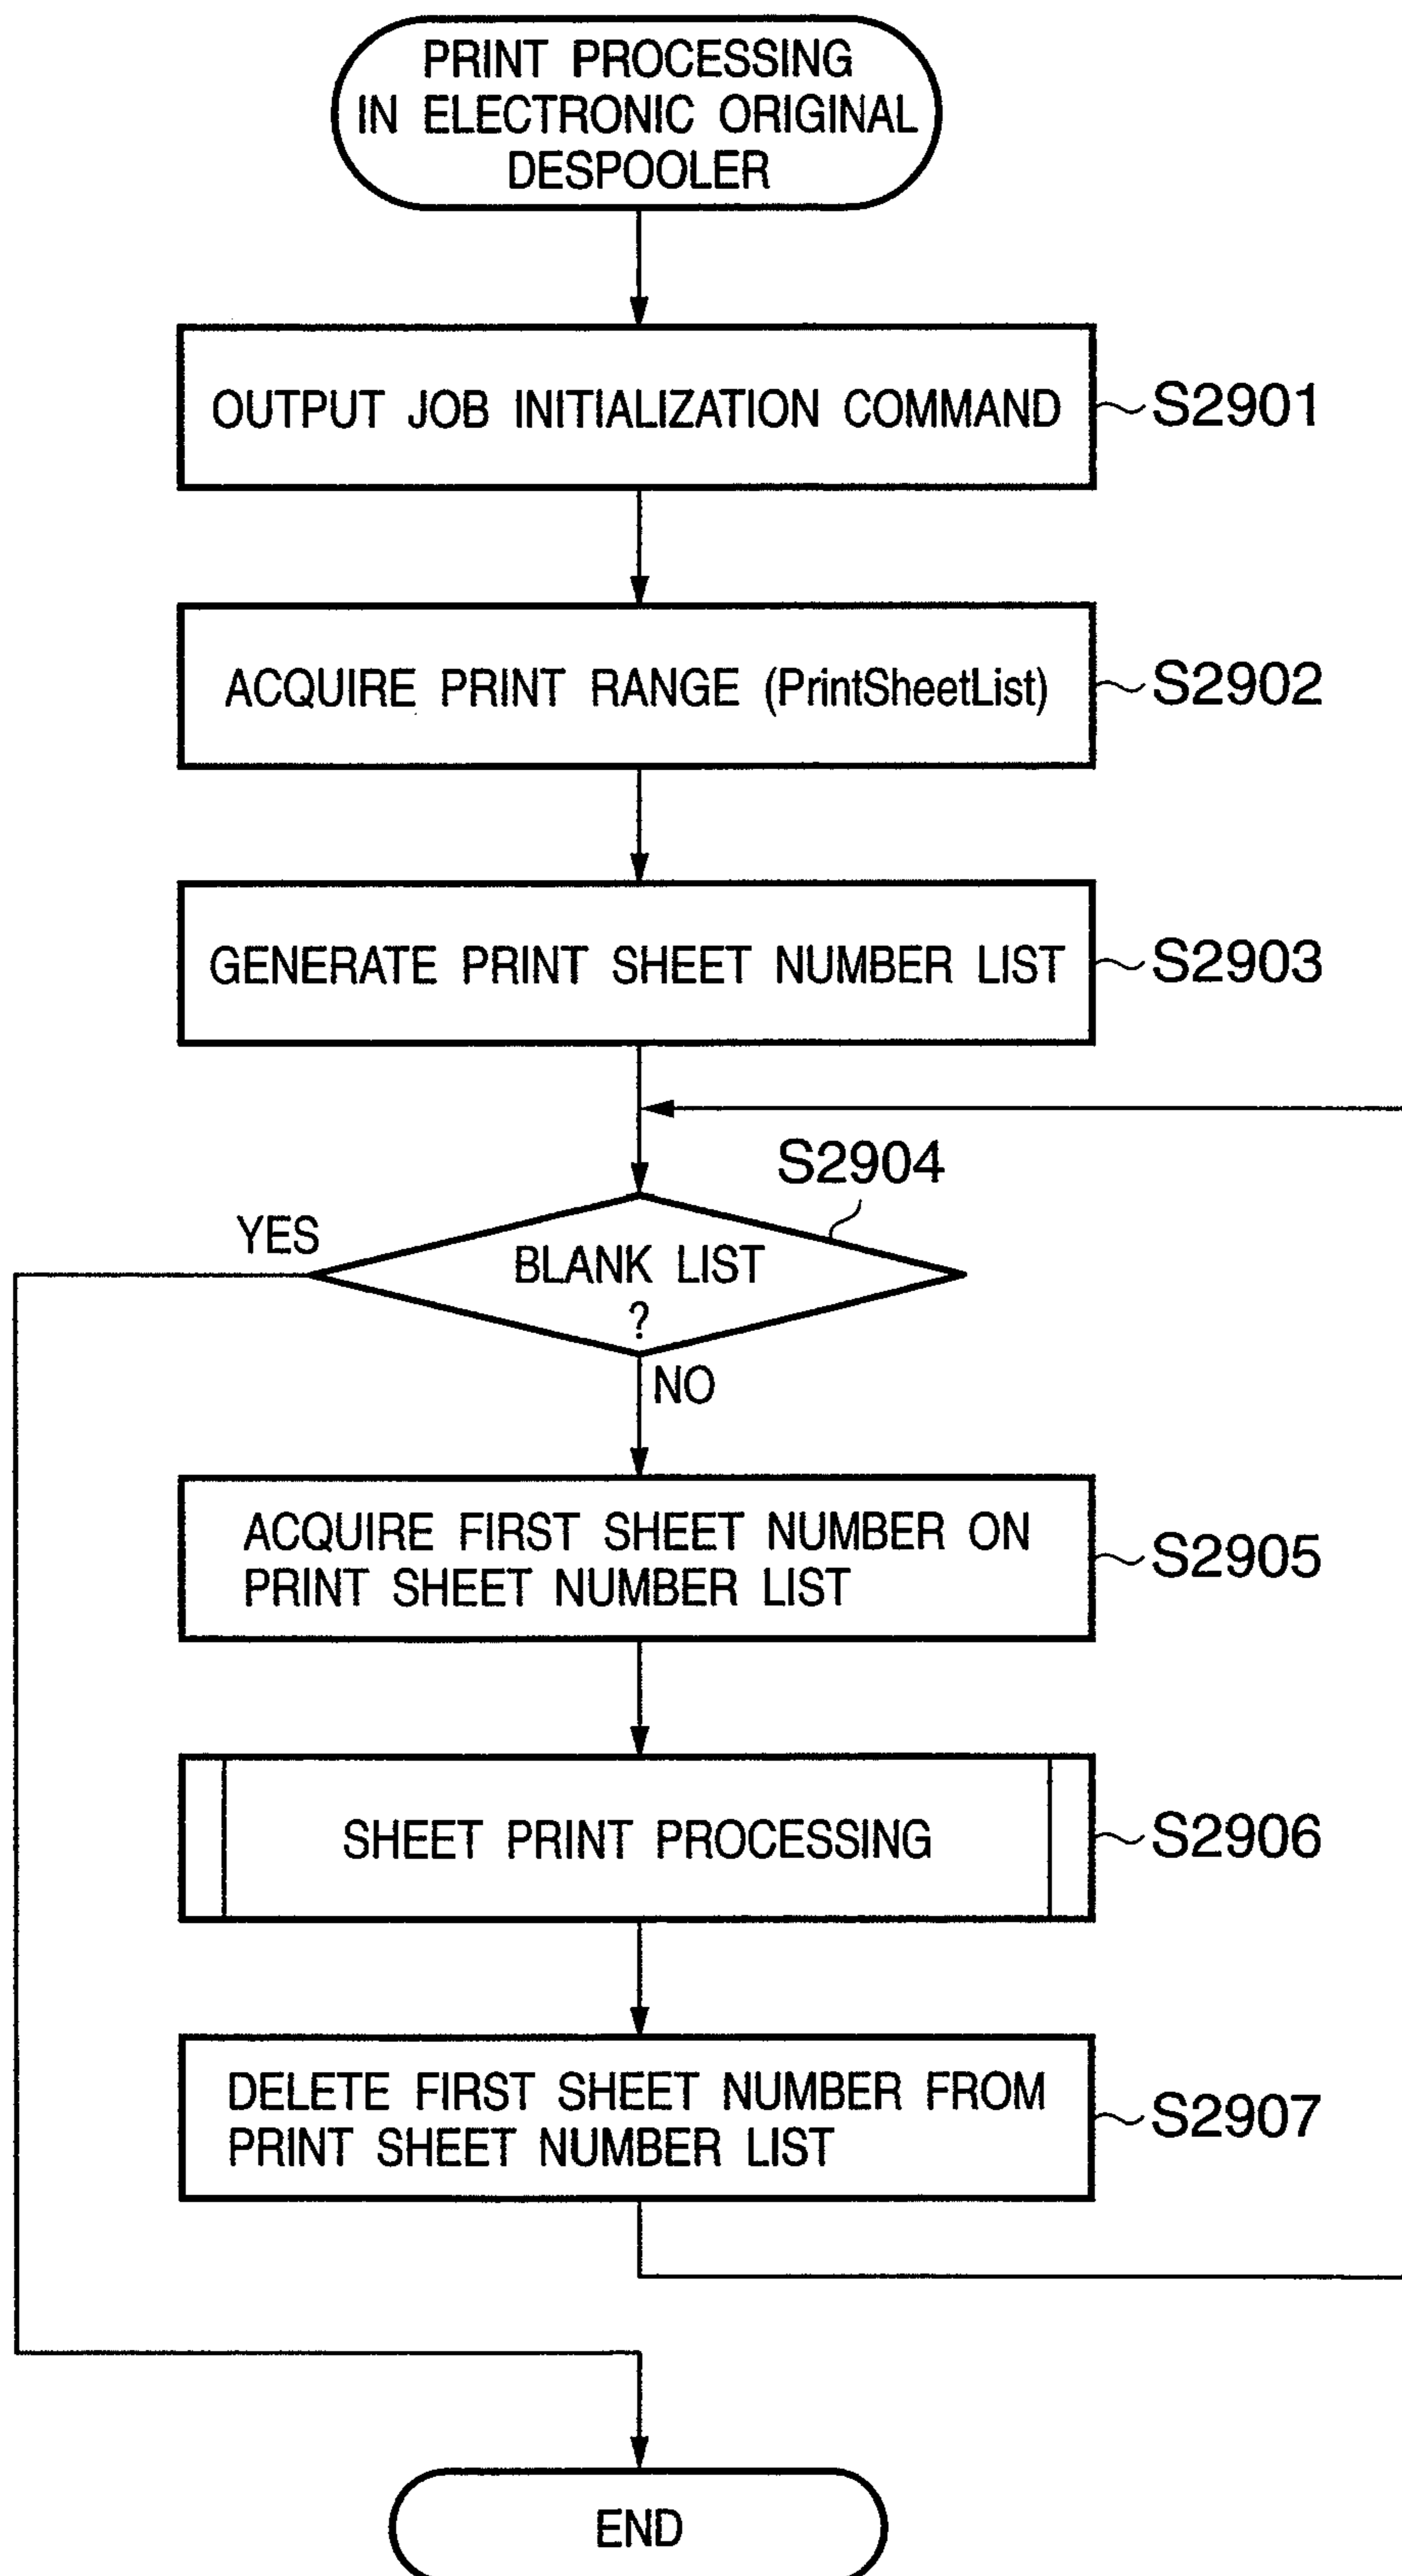 PRINT PROCESSING
IN ELECTRONIC ORIGINAL
DESPOOLER
OUTPUT JOB INITIALIZATION COMMAND
S2901
ACQUIRE PRINT RANGE (PrintSheetList)
S2902
GENERATE PRINT SHEET NUMBER LIST
S2903
S2904
YES
BLANK LIST
?
NO
ACQUIRE FIRST SHEET NUMBER ON
PRINT SHEET NUMBER LIST
S2905
SHEET PRINT PROCESSING
S2906
DELETE FIRST SHEET NUMBER FROM
PRINT SHEET NUMBER LIST
S2907
END